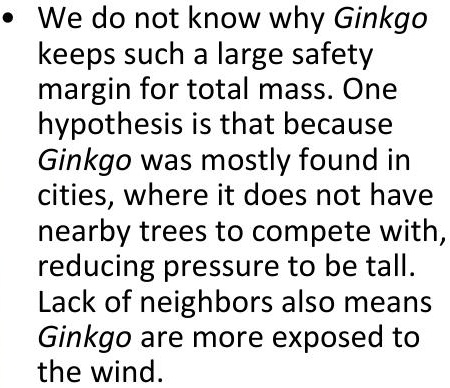 • We do not know why Ginkgo
keeps such a large safety
margin for total mass. One
hypothesis is that because
Ginkgo was mostly found in
cities, where it does not have
nearby trees to compete with,
reducing pressure to be tall.
Lack of neighbors also means
Ginkgo are more exposed to
the wind.